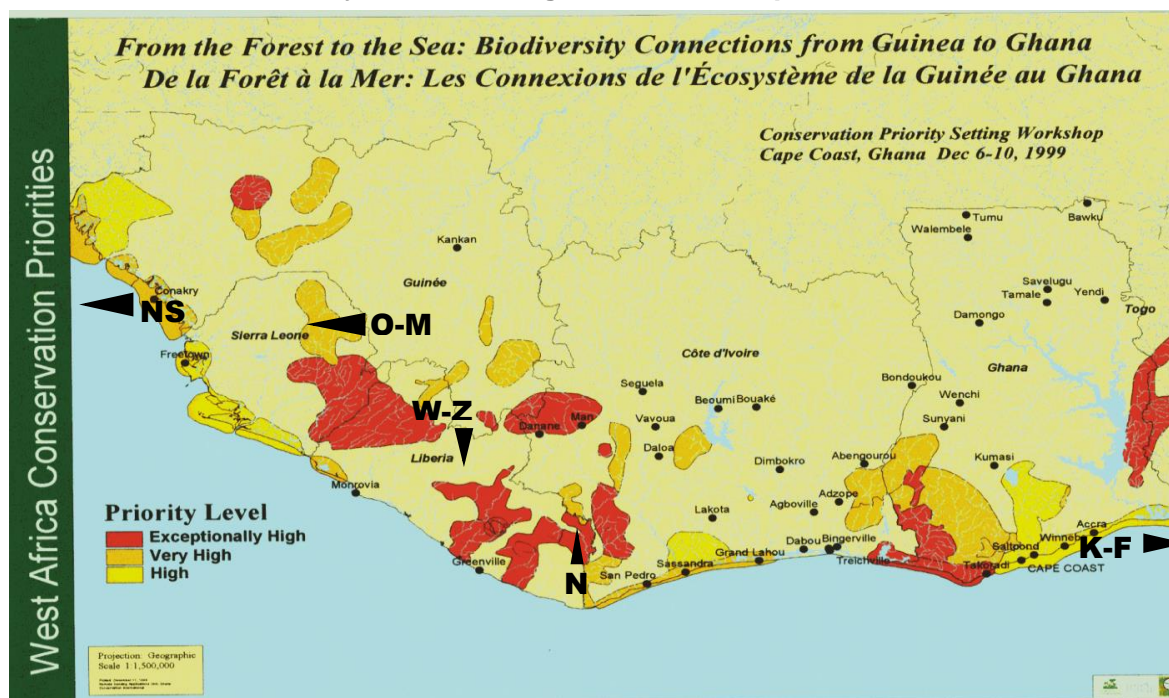 From the Forest to the Sea: Biodiversity Connections from Guinea to Ghana
De la Forêt à la Mer: Les Connexions de l'Écosystème de la Guinée au Ghana
Conservation Priority Setting Workshop
Cape Coast, Ghana Dec 6-10, 1999
West Africa Conservation Priorities
Bawku
Tumu
Walembele
Kankan
Guinée
Savelugu
Tamale
Yendi
Togo
Conakry
NS
O-M
Damongo
Sierra Leone
Freetown
Côte d'Ivoire
Ghana
Seguela
Bondoukou
Beoumi
Bouaké
Wenchi
W-Z
Vavoua
Sunyani
Danane
Man
Liberia
Daloa
Dimbokro
Abengourou
Kumasi
Monrovia
Adzope
Agboville
Lakota
Priority Level
Exceptionally High
Very High
High
Accra
Winneba
K-F
Dabou
Bingerville
Saltpond
Grand Lahou
Treichville
CAPE COAST
Greenville
N
San Pedro
Sassandra
Takoradi
Projection: Geographic
Scale 1:1,500,000